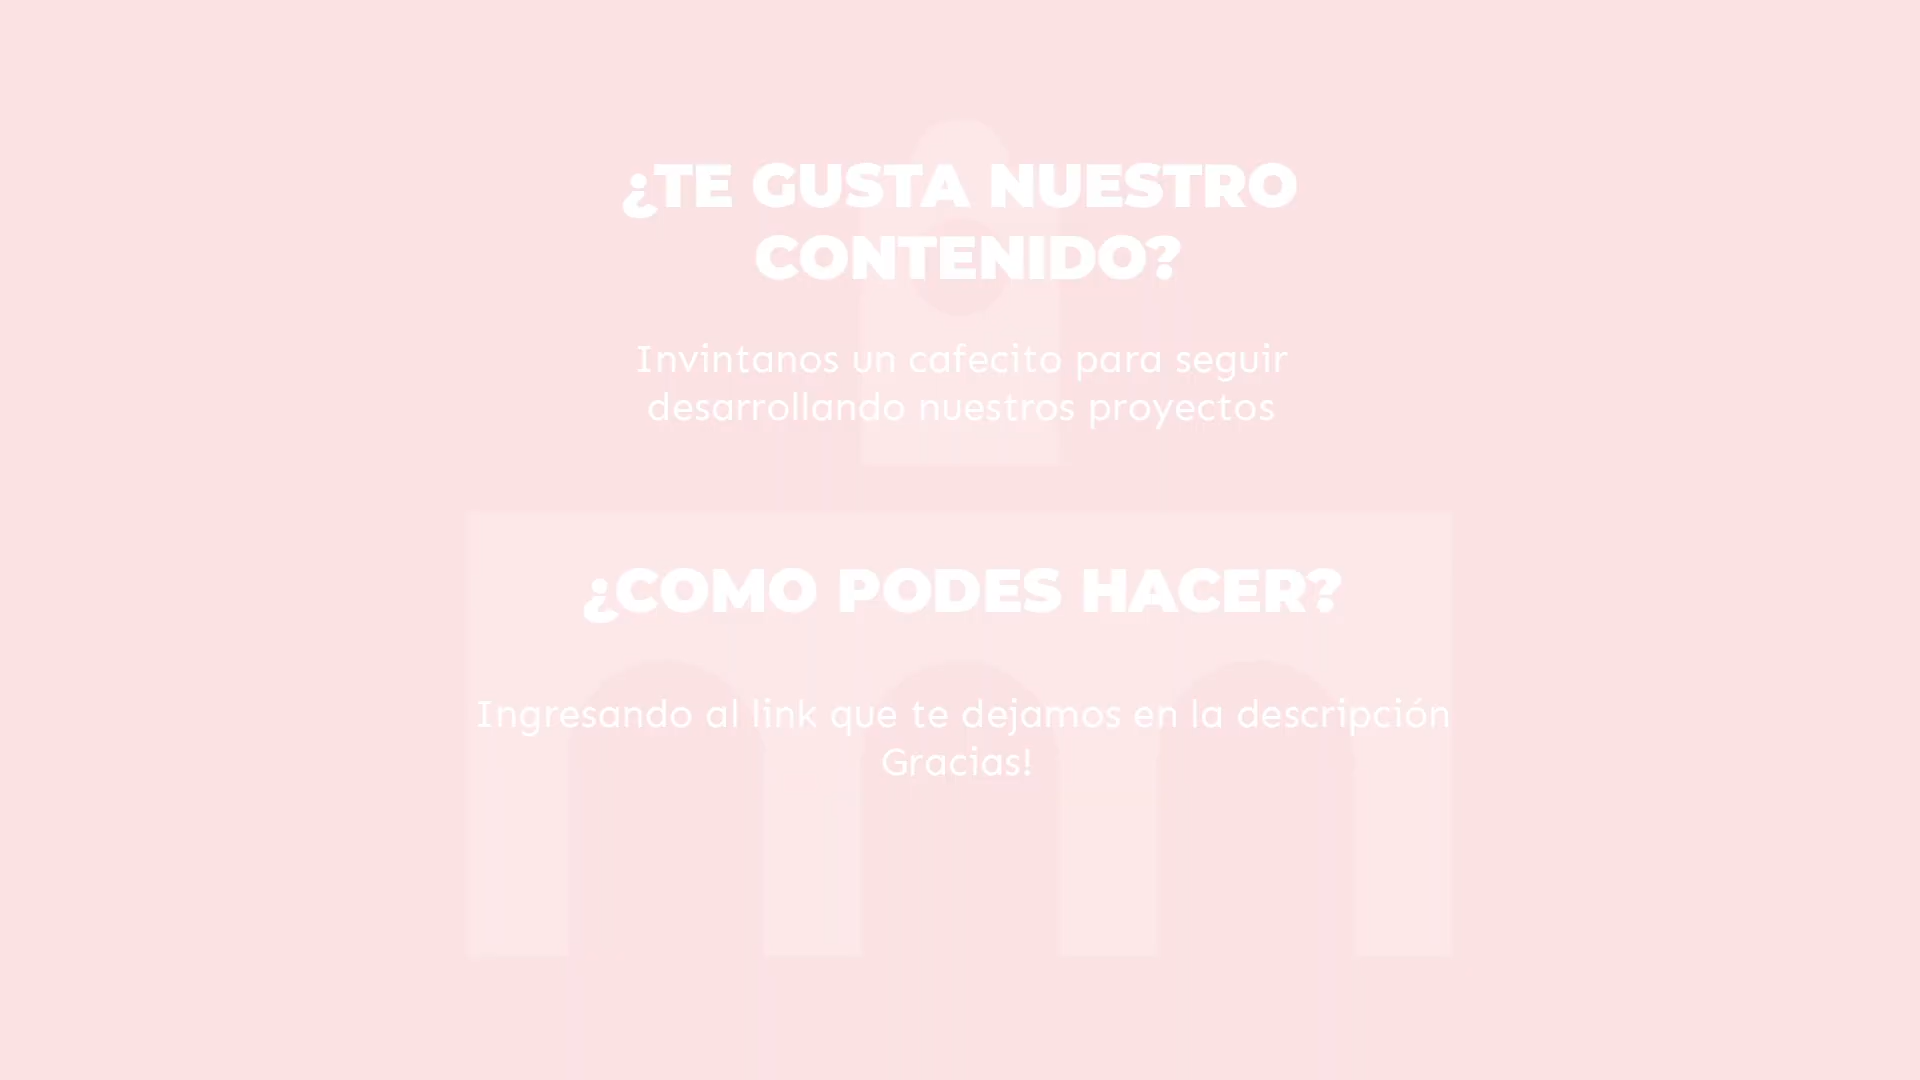 ¿TE GUSTA NUESTRO
CONTENIDO?
Invintanos un cafecito para seguir
desarrollando nuestros proyectos
¿COMO PODES HACER?
Ingresando al link que te dejamos en la descripción
Gracias!